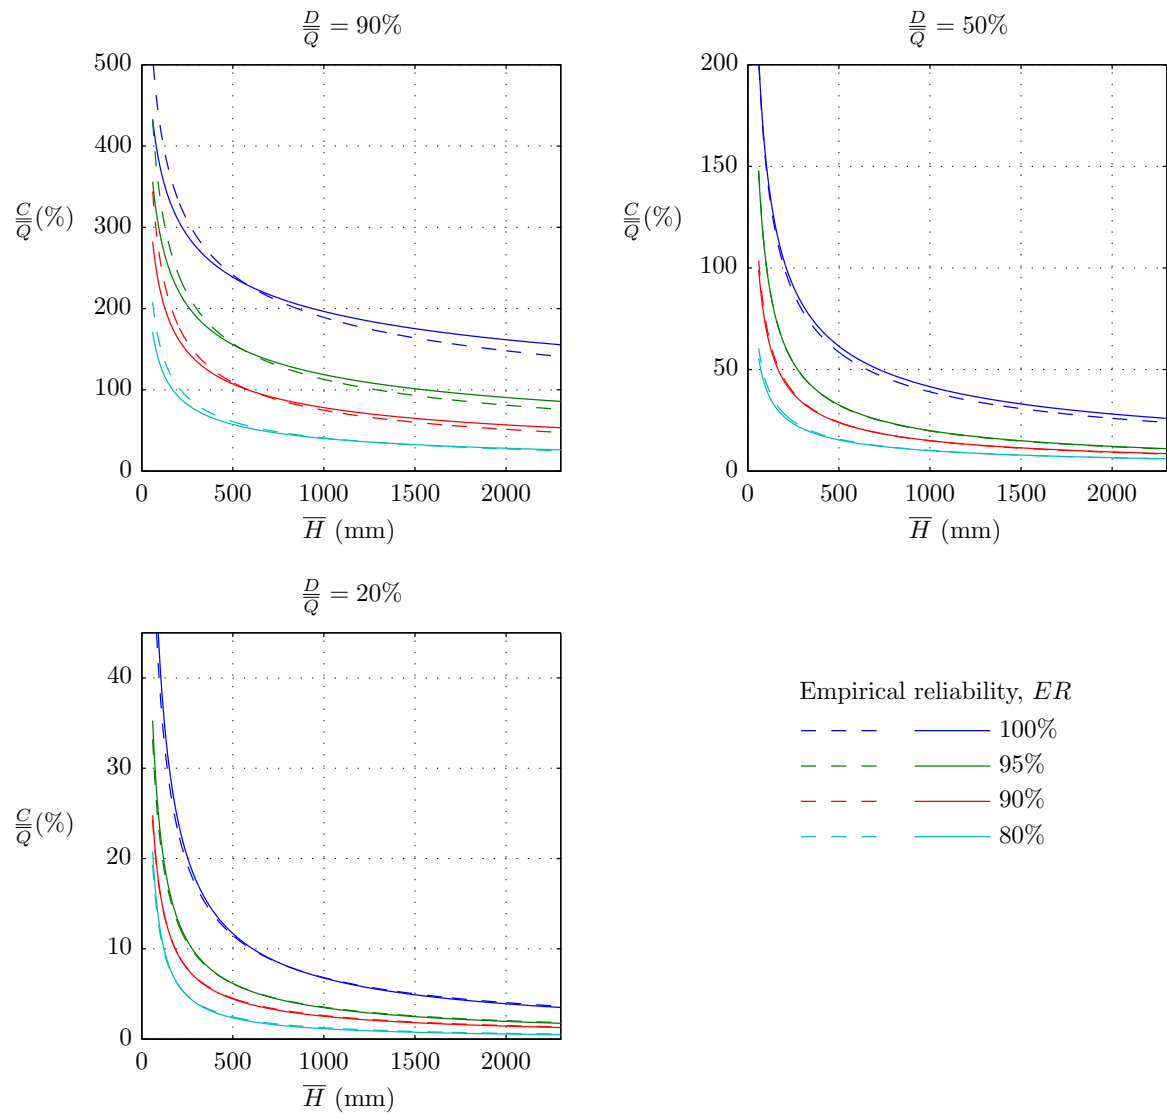 D/Q̿ = 90%
500
400
300
200
100
0
C/Q̿(%)
0 500 1000 1500 2000
H̅ (mm)
D/Q̿ = 50%
200
150
100
50
0
C/Q̿(%)
0 500 1000 1500 2000
H̅ (mm)
D/Q̿ = 20%
40
30
20
10
0
C/Q̿(%)
0 500 1000 1500 2000
H̅ (mm)
Empirical reliability, ER
100%
95%
90%
80%